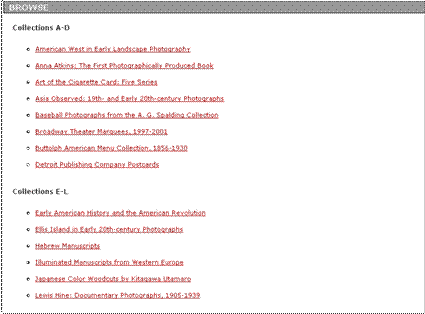 BROWSE
Collections A-D
American West in Early Landscape Photography
Anna Atkins: The First Photographically Produced Book
Art of the Cigarette Card: Five Series
Asia Observed: 19th- and Early 20th-century Photographs
Baseball Photographs from the A. G. Spalding Collection
Broadway Theater Marquees, 1997-2001
Buttolph American Menu Collection, 1856-1930
Detroit Publishing Company Postcards
Collections E-L
Early American History and the American Revolution
Ellis Island in Early 20th-century Photographs
Hebrew Manuscripts
Illuminated Manuscripts from Western Europe
Japanese Color Woodcuts by Kitagawa Utamaro
Lewis Hine: Documentary Photographs, 1905-1939